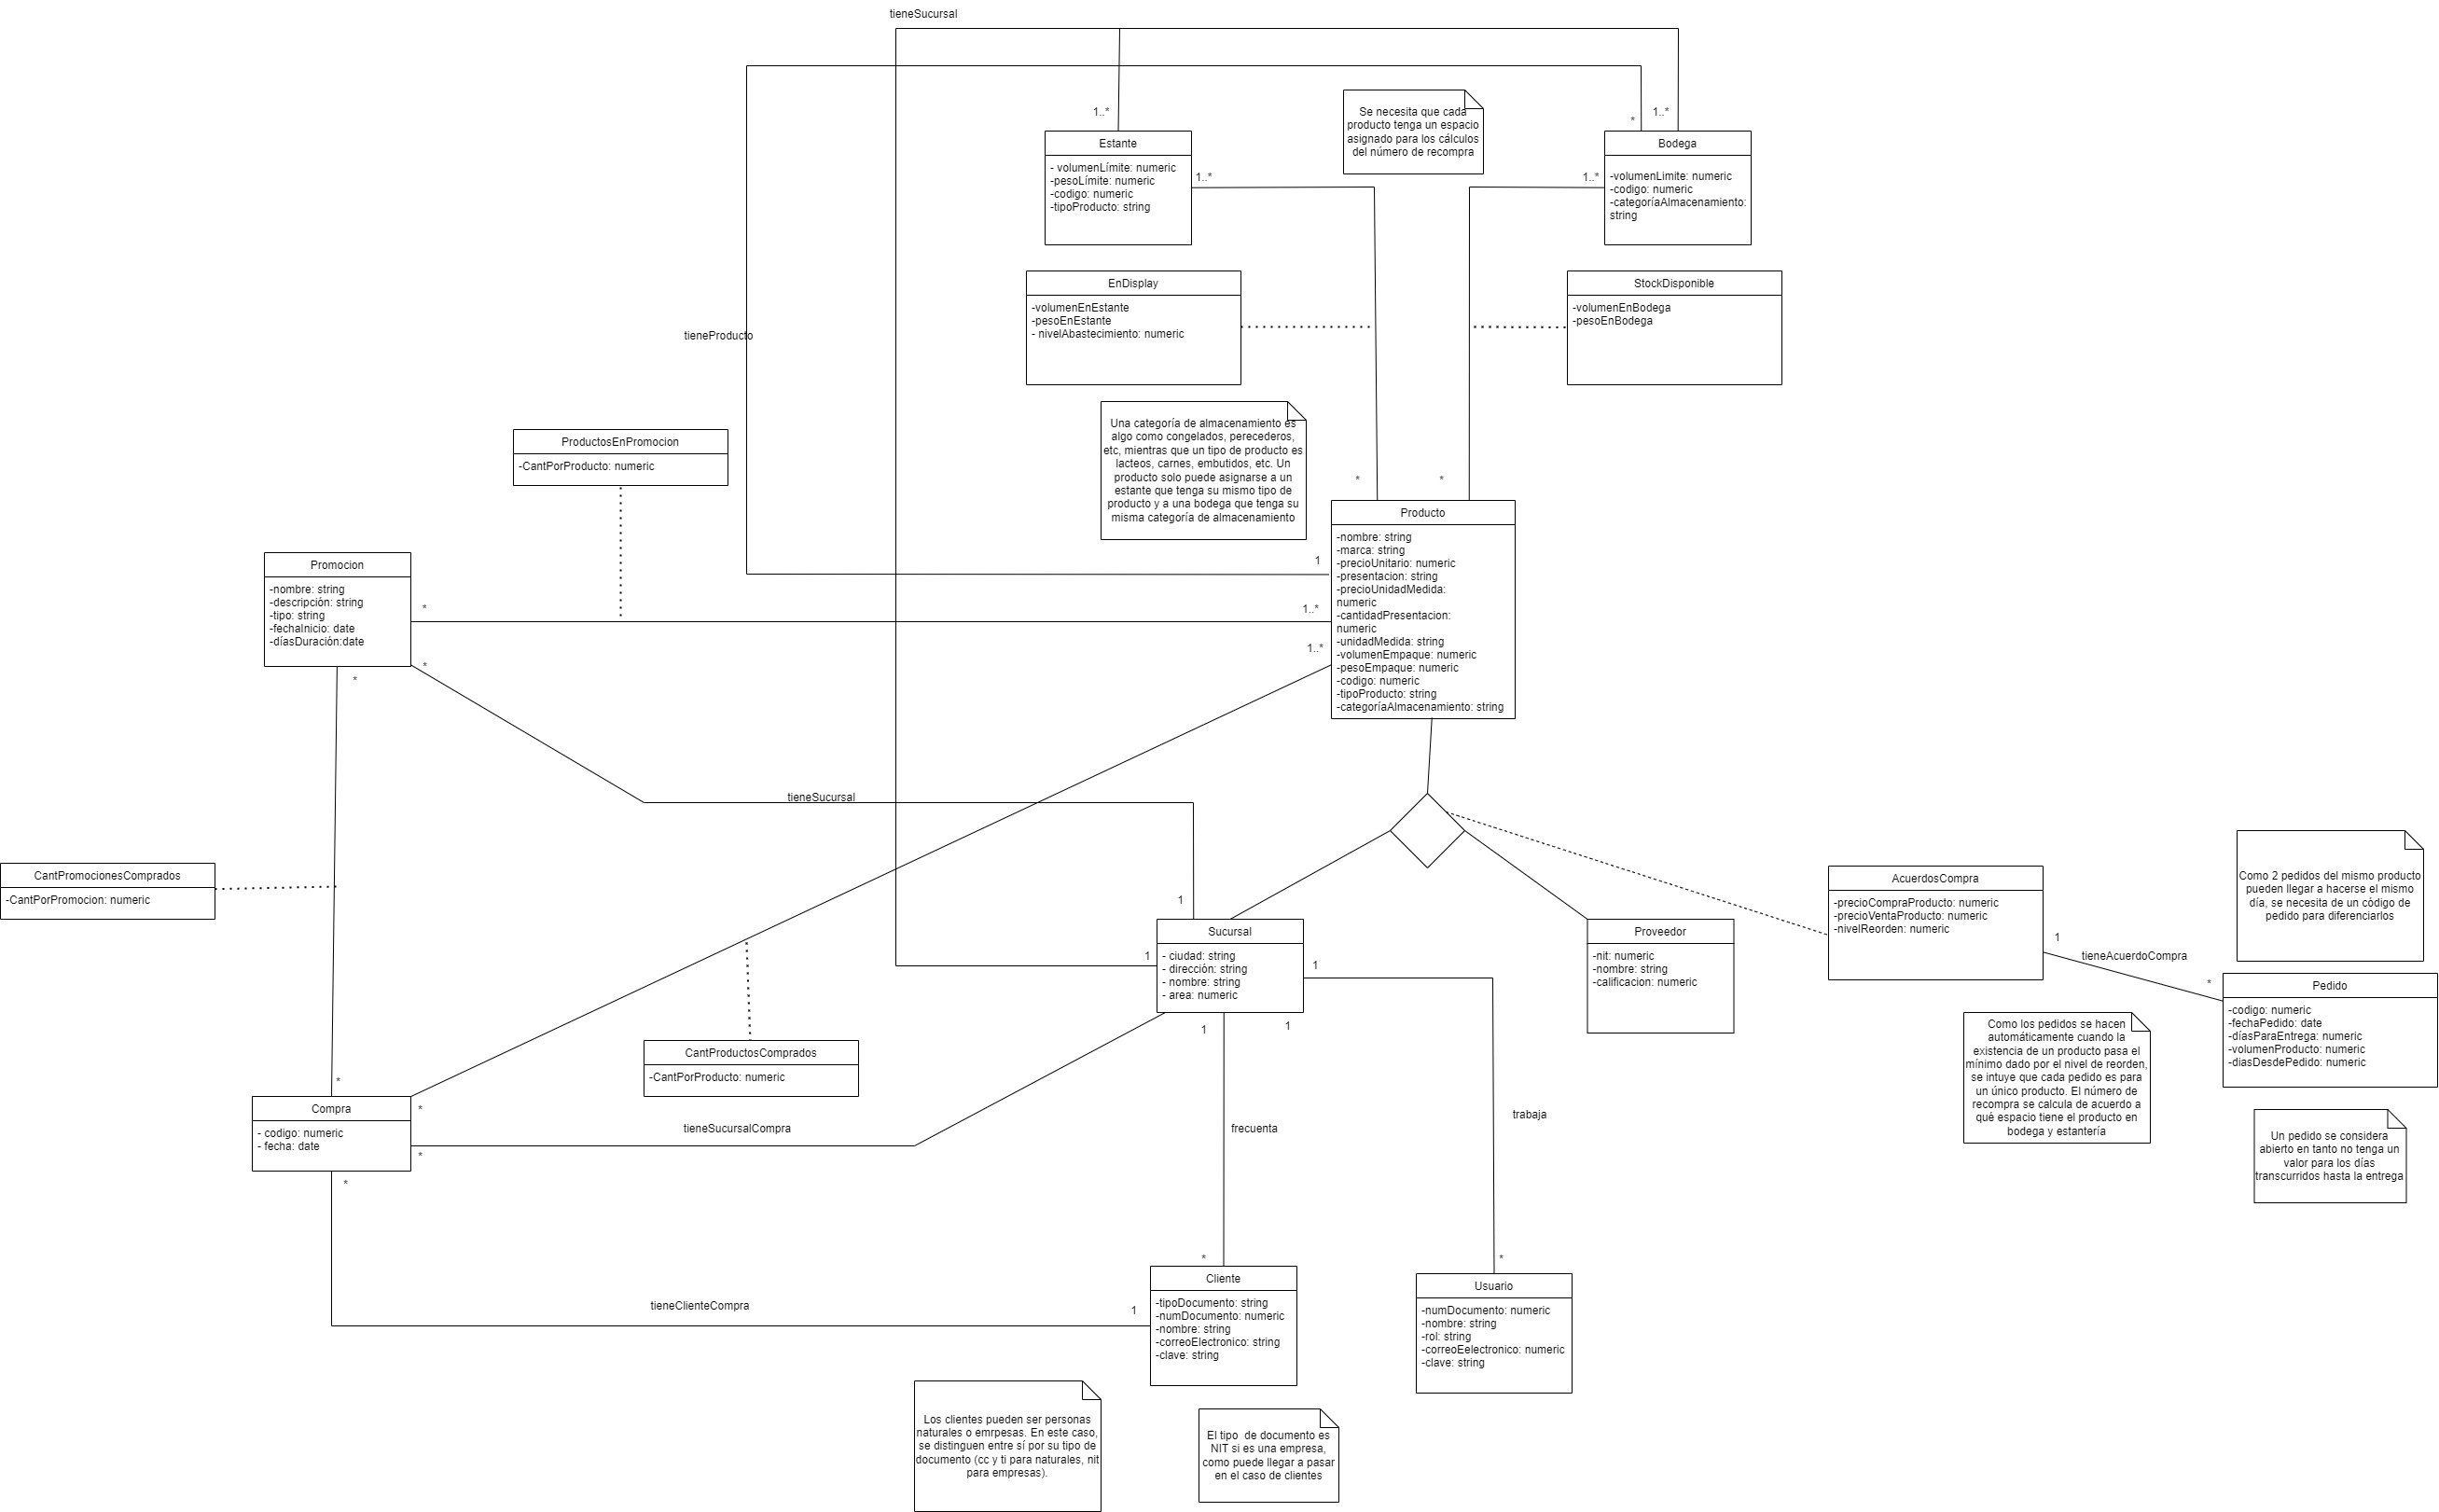 tieneSucursal
1..*
Estante
- volumenLímite: numeric
-pesoLímite: numeric
-codigo: numeric
-tipoProducto: string
1..*
Se necesita que cada
producto tenga un espacio
asignado para los cálculos
del número de recompra
*
1..*
Bodega
-volumenLimite: numeric
-codigo: numeric
-categoríaAlmacenamiento:
string
1..*
EnDisplay
-volumenEnEstante
-pesoEnEstante
- nivelAbastecimiento: numeric
StockDisponible
-volumenEnBodega
-pesoEnBodega
tieneProducto
Una categoría de almacenamiento es
algo como congelados, perecederos,
etc, mientras que un tipo de producto es
lacteos, carnes, embutidos, etc. Un
producto solo puede asignarse a un
estante que tenga su mismo tipo de
producto y a una bodega que tenga su
misma categoría de almacenamiento
ProductosEnPromocion
-CantPorProducto: numeric
*
*
Producto
-nombre: string
-marca: string
-precioUnitario: numeric
-presentacion: string
-precioUnidadMedida:
numeric
-cantidadPresentacion:
numeric
-unidadMedida: string
-volumenEmpaque: numeric
-pesoEmpaque: numeric
-codigo: numeric
-tipoProducto: string
-categoríaAlmacenamiento: string
1
1..*
1..*
Promocion
-nombre: string
-descripción: string
-tipo: string
-fechaInicio: date
-díasDuración:date
*
*
*
tieneSucursal
CantPromocionesComprados
-CantPorPromocion: numeric
1
Sucursal
- ciudad: string
- dirección: string
- nombre: string
- area: numeric
1
1
1
1
Proveedor
-nit: numeric
-nombre: string
-calificacion: numeric
AcuerdosCompra
-precioCompraProducto: numeric
-precioVentaProducto: numeric
-nivelReorden: numeric
1
tieneAcuerdoCompra
*
Como 2 pedidos del mismo producto
pueden llegar a hacerse el mismo
día, se necesita de un código de
pedido para diferenciarlos
Pedido
-codigo: numeric
-fechaPedido: date
-díasParaEntrega: numeric
-volumenProducto: numeric
-diasDesdePedido: numeric
Como los pedidos se hacen
automáticamente cuando la
existencia de un producto pasa el
mínimo dado por el nivel de reorden,
se intuye que cada pedido es para
un único producto. El número de
recompra se calcula de acuerdo a
qué espacio tiene el producto en
bodega y estantería
Un pedido se considera
abierto en tanto no tenga un
valor para los días
transcurridos hasta la entrega
CantProductosComprados
-CantPorProducto: numeric
*
Compra
- codigo: numeric
- fecha: date
*
*
*
tieneSucursalCompra
frecuenta
trabaja
*
*
Cliente
-tipoDocumento: string
-numDocumento: numeric
-nombre: string
-correoElectronico: string
-clave: string
Usuario
-numDocumento: numeric
-nombre: string
-rol: string
-correoEelectronico: numeric
-clave: string
tieneClienteCompra
1
Los clientes pueden ser personas
naturales o emrpesas. En este caso,
se distinguen entre sí por su tipo de
documento (cc y ti para naturales, nit
para empresas).
El tipo  de documento es
NIT si es una empresa,
como puede llegar a pasar
en el caso de clientes